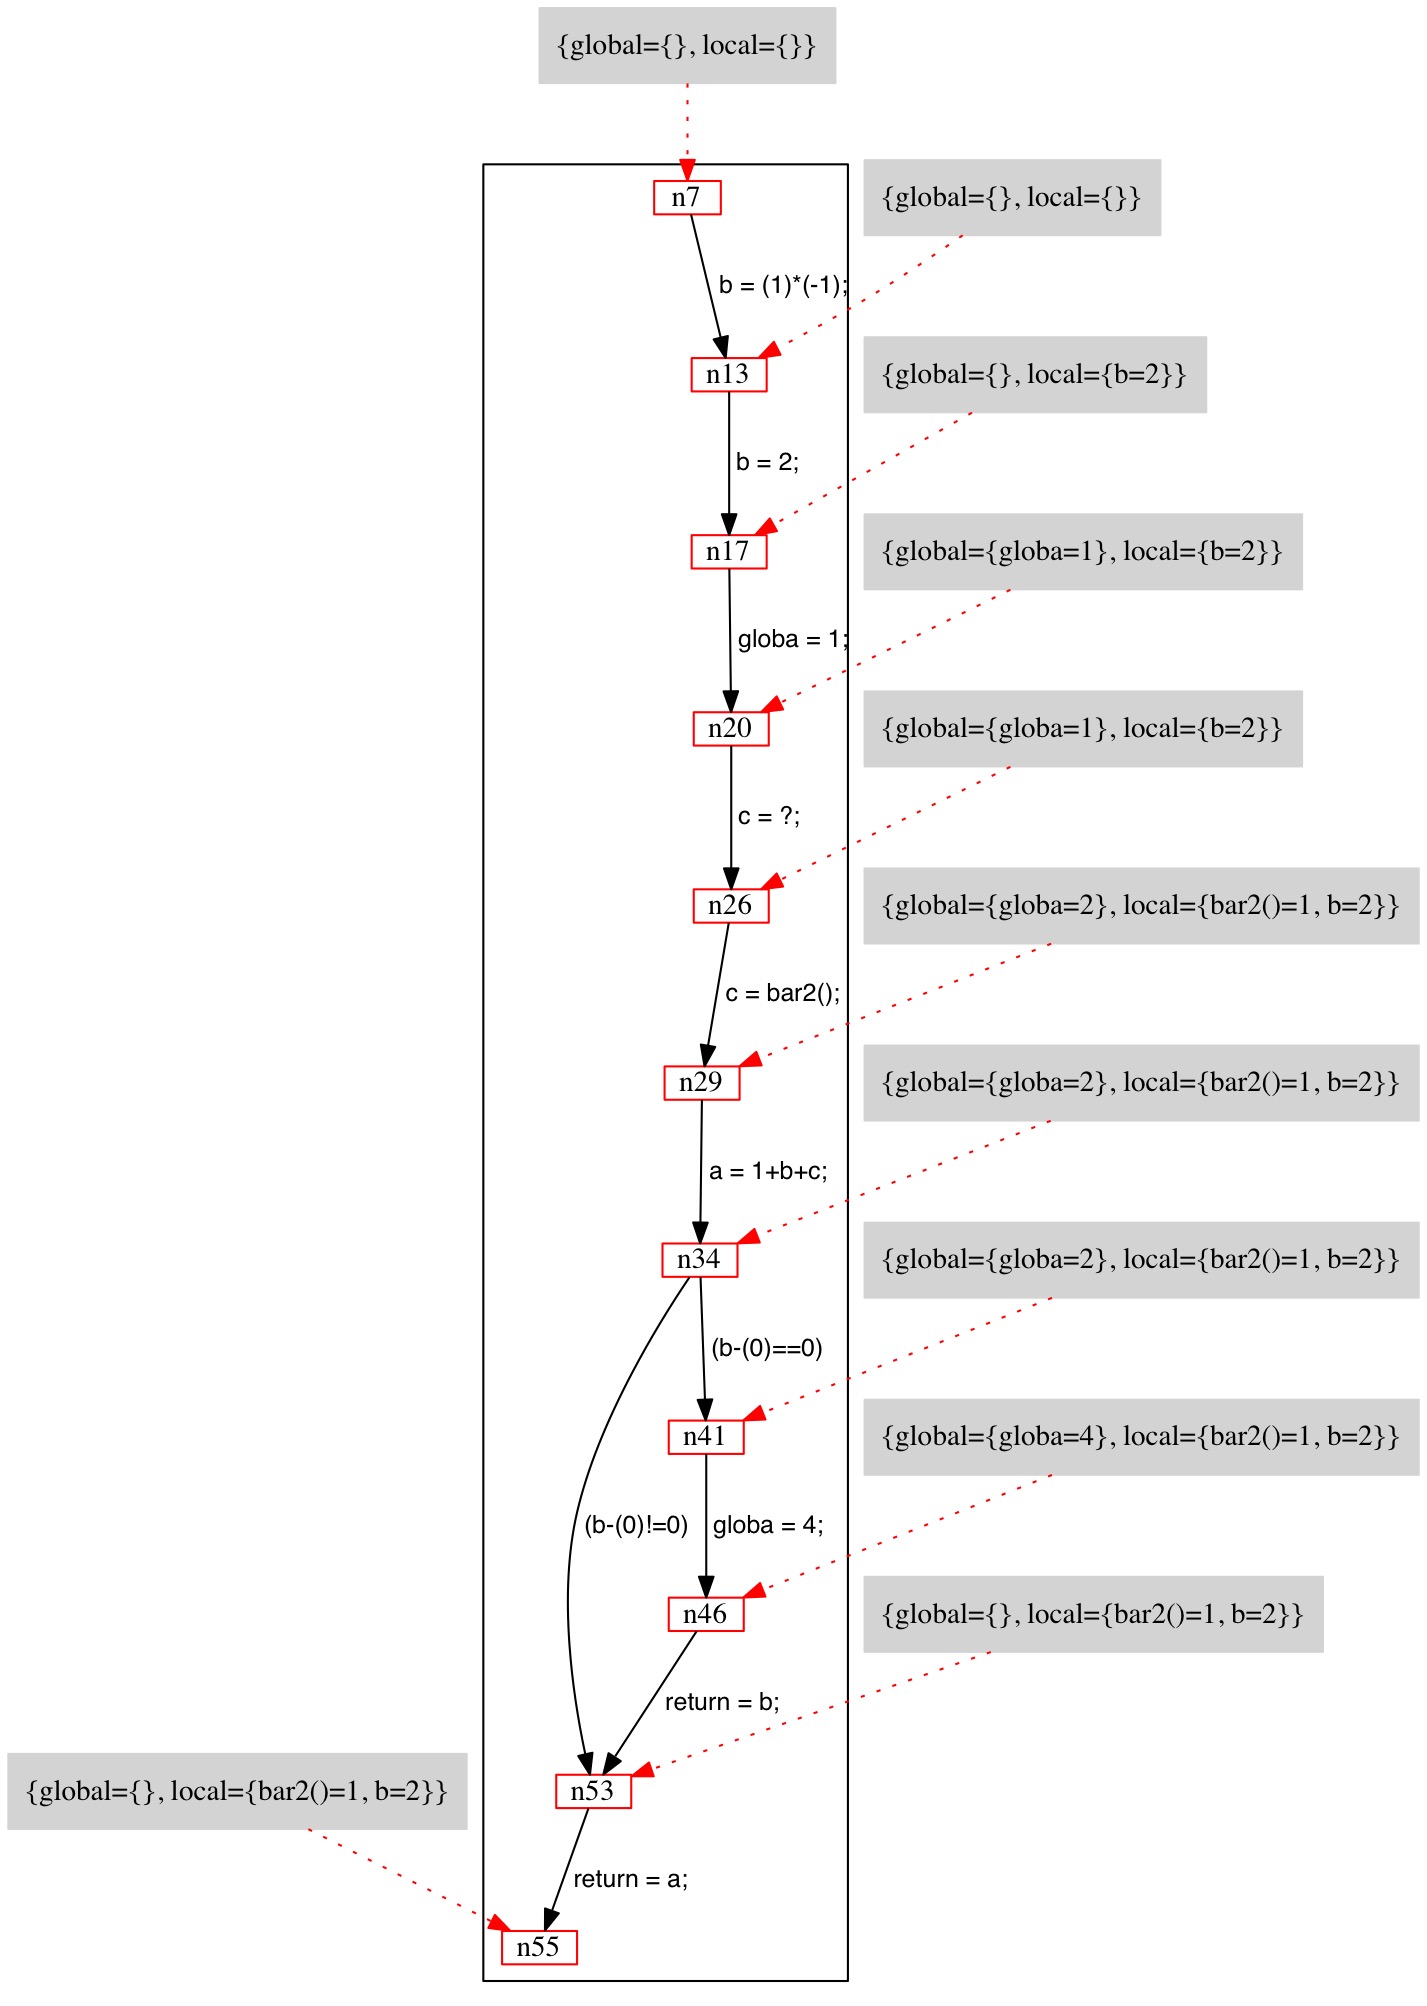 {global={}, local={}}
n7
{global={}, local={}}
b = (1)*(-1);
n13
{global={}, local={b=2}}
b = 2;
n17
{global={globa=1}, local={b=2}}
globa = 1;
n20
{global={globa=1}, local={b=2}}
c = ?;
n26
{global={globa=2}, local={bar2()=1, b=2}}
c = bar2();
n29
{global={globa=2}, local={bar2()=1, b=2}}
a = 1+b+c;
n34
{global={globa=2}, local={bar2()=1, b=2}}
(b-(0)==0)
n41
{global={globa=4}, local={bar2()=1, b=2}}
(b-(0)!=0)
globa = 4;
n46
{global={}, local={bar2()=1, b=2}}
return = b;
{global={}, local={bar2()=1, b=2}}
n53
return = a;
n55